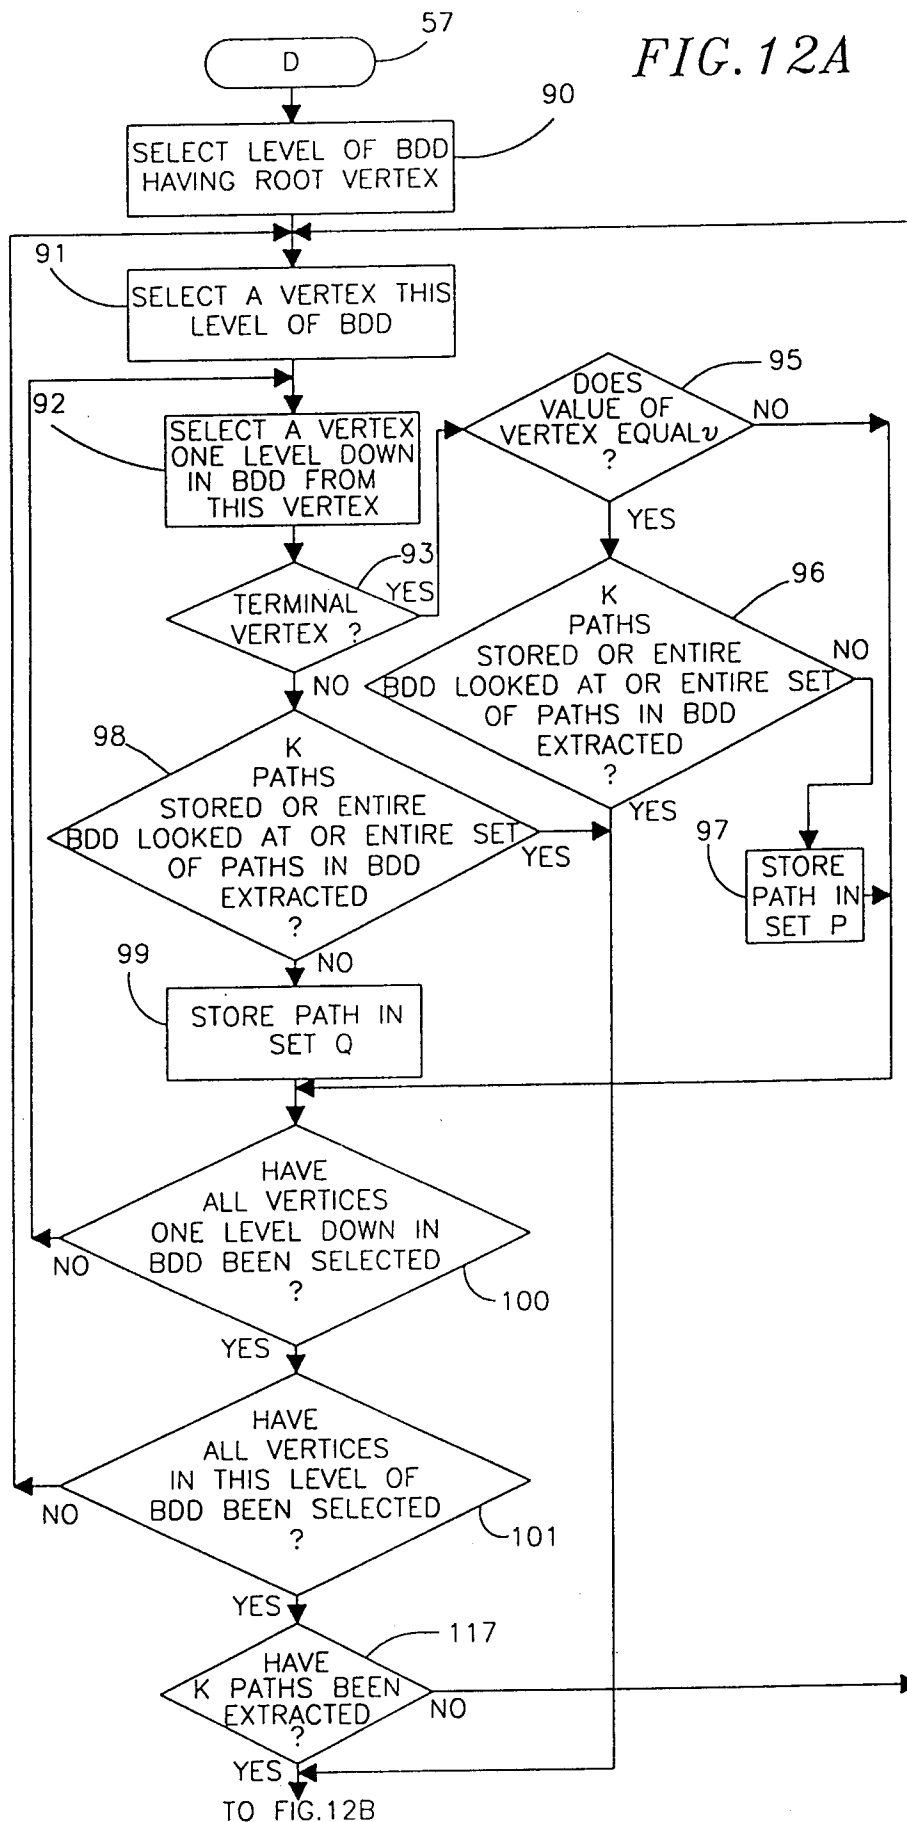 FIG. 12A
57
D
90
SELECT LEVEL OF BDD
HAVING ROOT VERTEX
91
SELECT A VERTEX THIS
LEVEL OF BDD
92
SELECT A VERTEX
ONE LEVEL DOWN
IN BDD FROM
THIS VERTEX
95
DOES
VALUE OF
VERTEX EQUAL v
?
NO
YES
93
TERMINAL
VERTEX ?
YES
NO
96
K
PATHS
STORED OR ENTIRE
BDD LOOKED AT OR ENTIRE SET
OF PATHS IN BDD
EXTRACTED
?
NO
YES
97
STORE
PATH IN
SET P
98
K
PATHS
STORED OR ENTIRE
BDD LOOKED AT OR ENTIRE SET
OF PATHS IN BDD
EXTRACTED
?
YES
NO
99
STORE PATH IN
SET Q
HAVE
ALL VERTICES
ONE LEVEL DOWN IN
BDD BEEN SELECTED
?
NO
100
YES
HAVE
ALL VERTICES
IN THIS LEVEL OF
BDD BEEN SELECTED
?
NO
101
YES
117
HAVE
K PATHS BEEN
EXTRACTED
?
NO
YES
TO FIG.12B